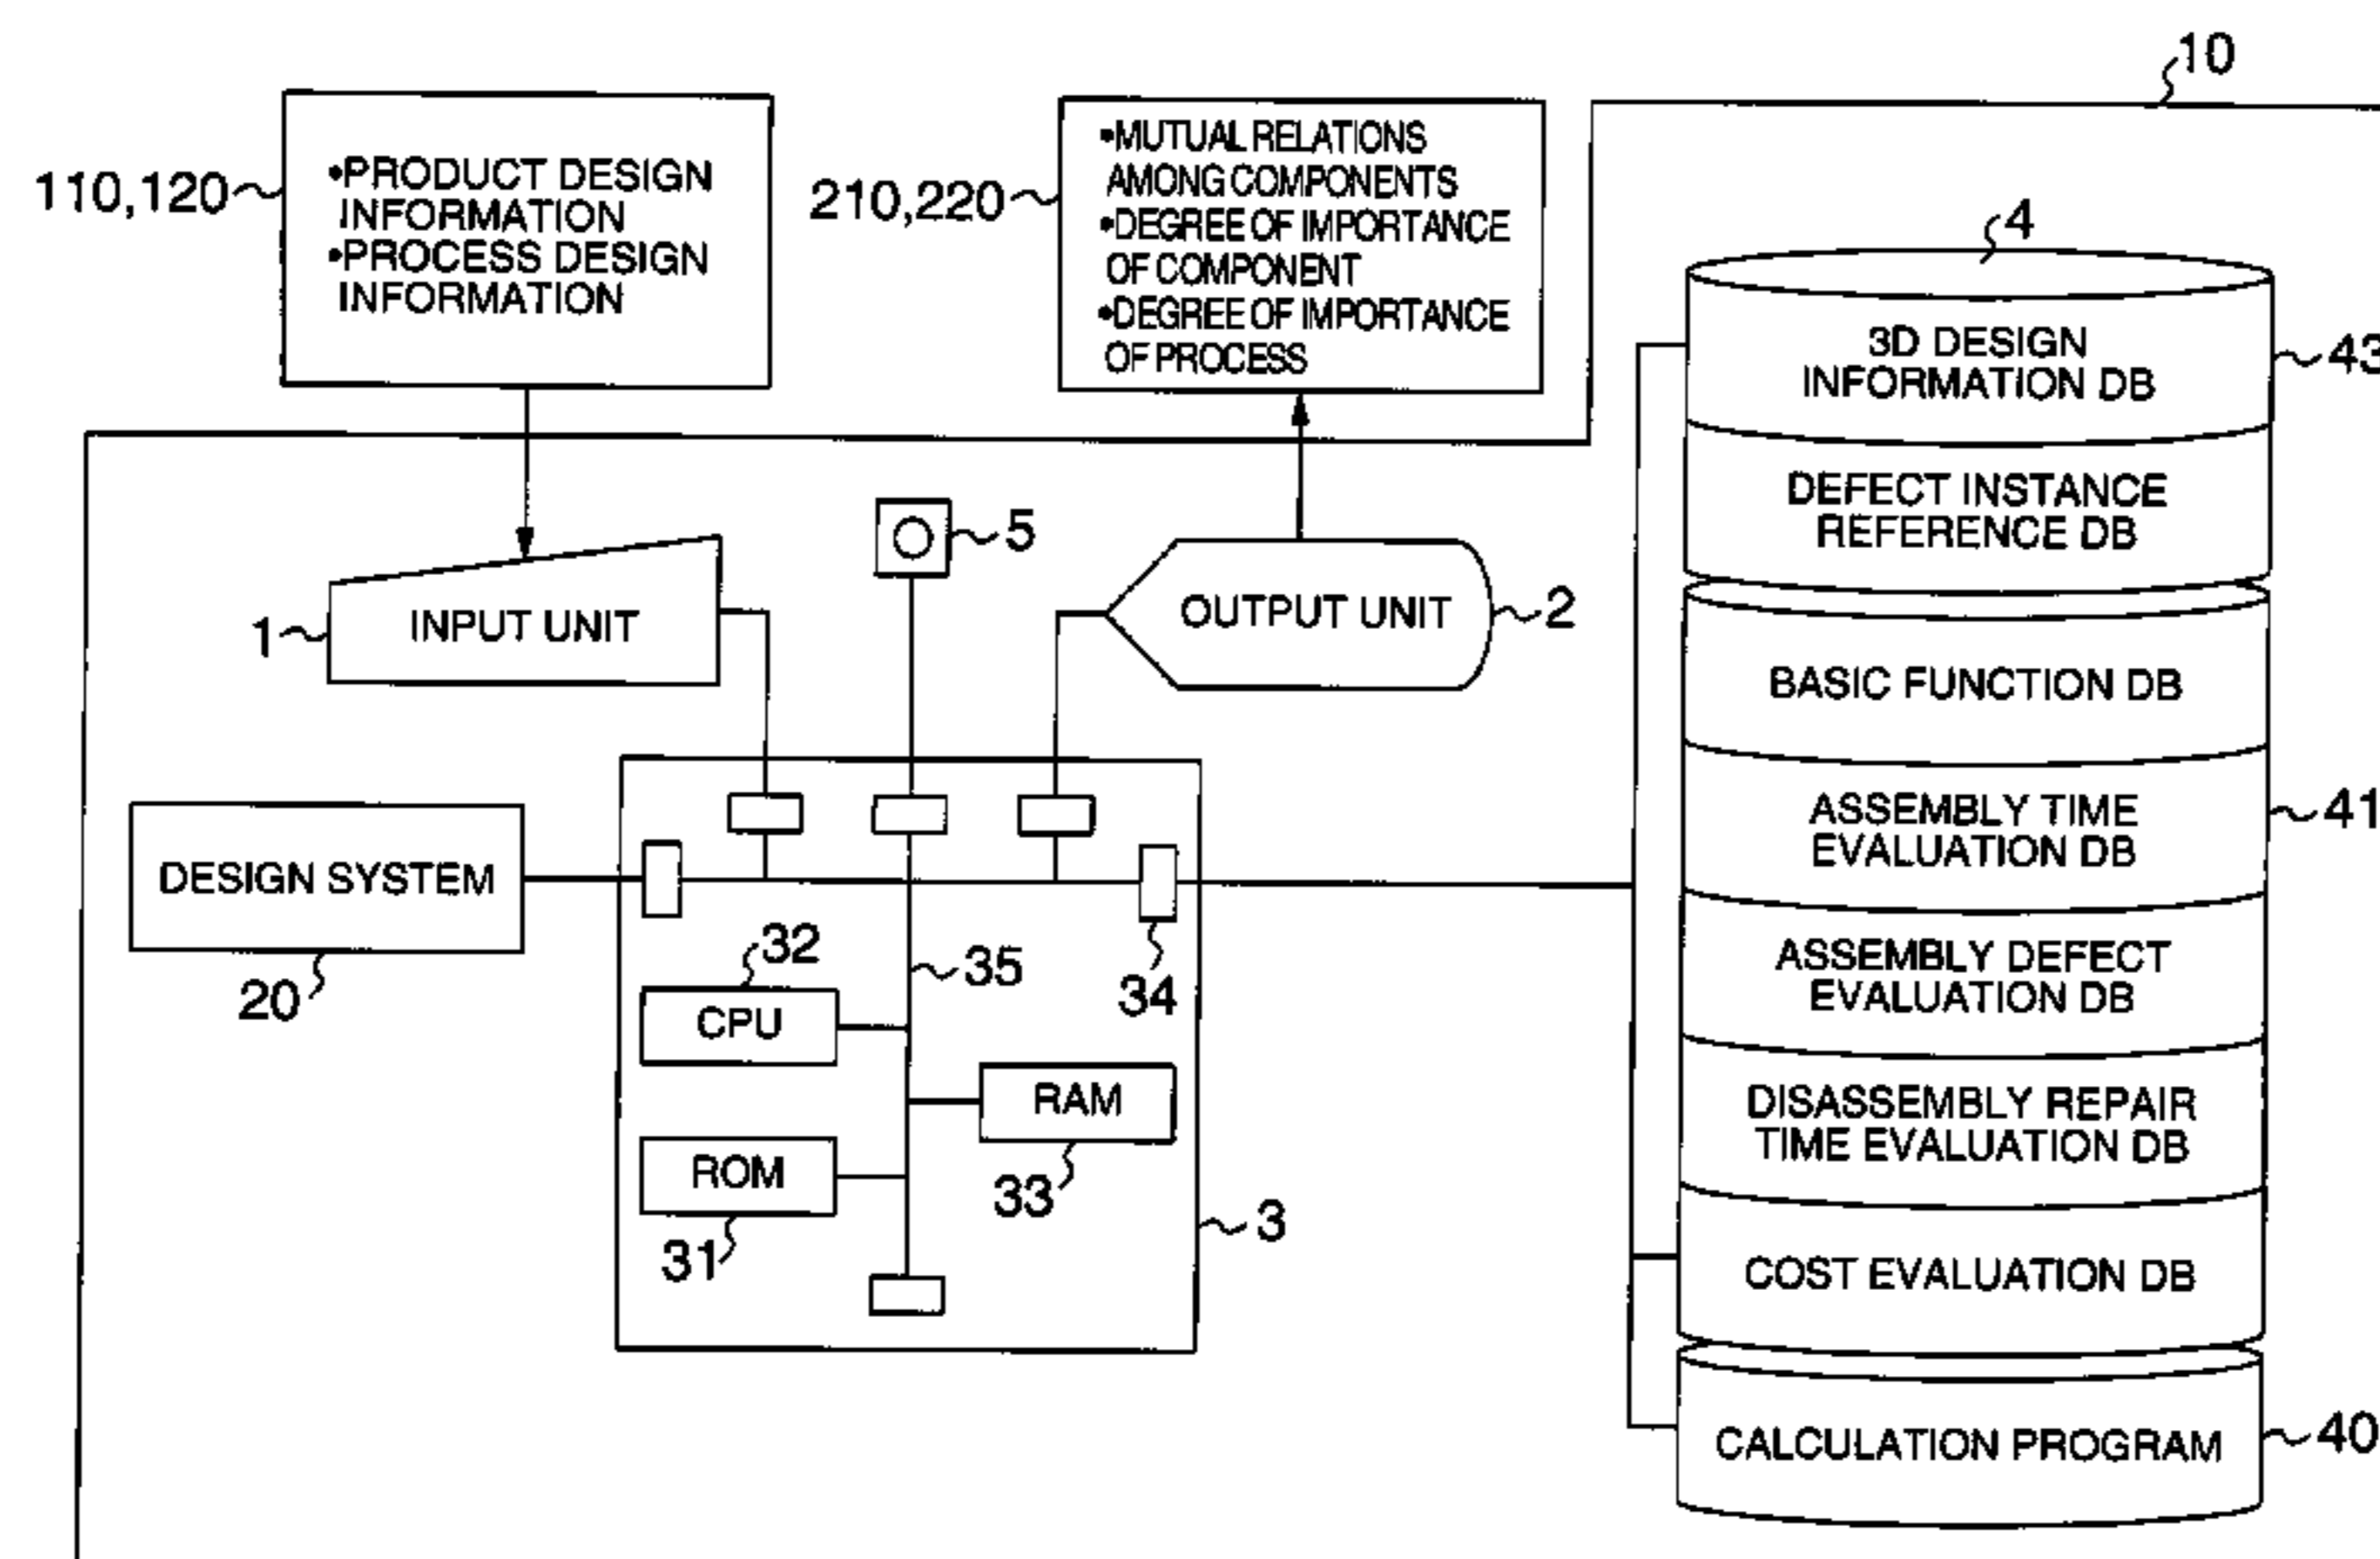 10
110,120
•PRODUCT DESIGN
INFORMATION
•PROCESS DESIGN
INFORMATION
210,220
•MUTUAL RELATIONS
AMONG COMPONENTS
•DEGREE OF IMPORTANCE
OF COMPONENT
•DEGREE OF IMPORTANCE
OF PROCESS
4
3D DESIGN
INFORMATION DB
43
DEFECT INSTANCE
REFERENCE DB
5
1
INPUT UNIT
OUTPUT UNIT
2
BASIC FUNCTION DB
ASSEMBLY TIME
EVALUATION DB
41
DESIGN SYSTEM
20
32
CPU
35
34
ASSEMBLY DEFECT
EVALUATION DB
RAM
33
ROM
31
3
DISASSEMBLY REPAIR
TIME EVALUATION DB
COST EVALUATION DB
CALCULATION PROGRAM
40